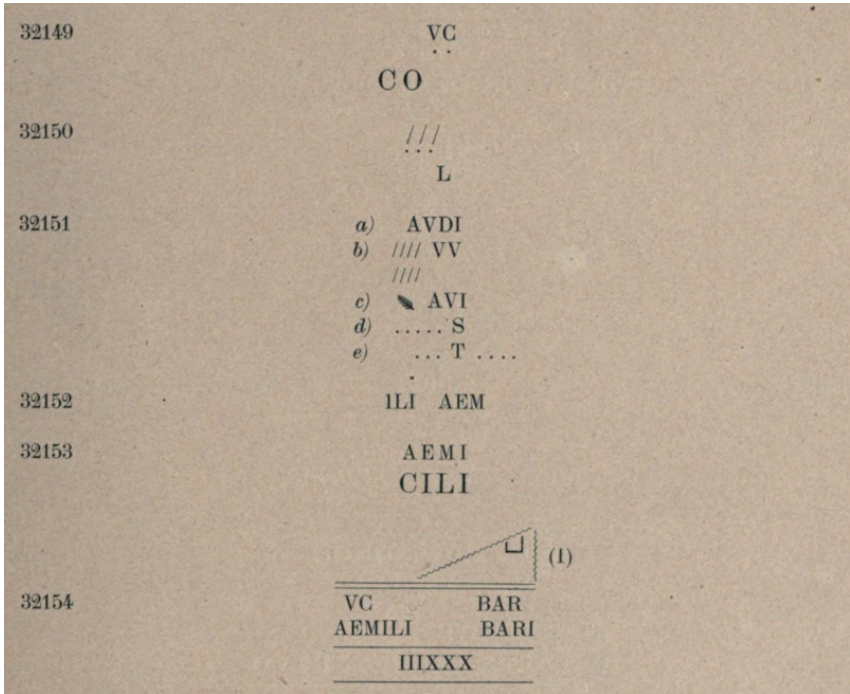 32149 VC
. .
CO
32150 ///
. . .
L
32151 a) AVDI
b) //// VV
////
c) AVI
d) ..... S
e) ... T ....
32152 ILI AEM
32153 AEMI
CILI
(1)
32154 VC BAR
AEMILI BARI
IIIXXX